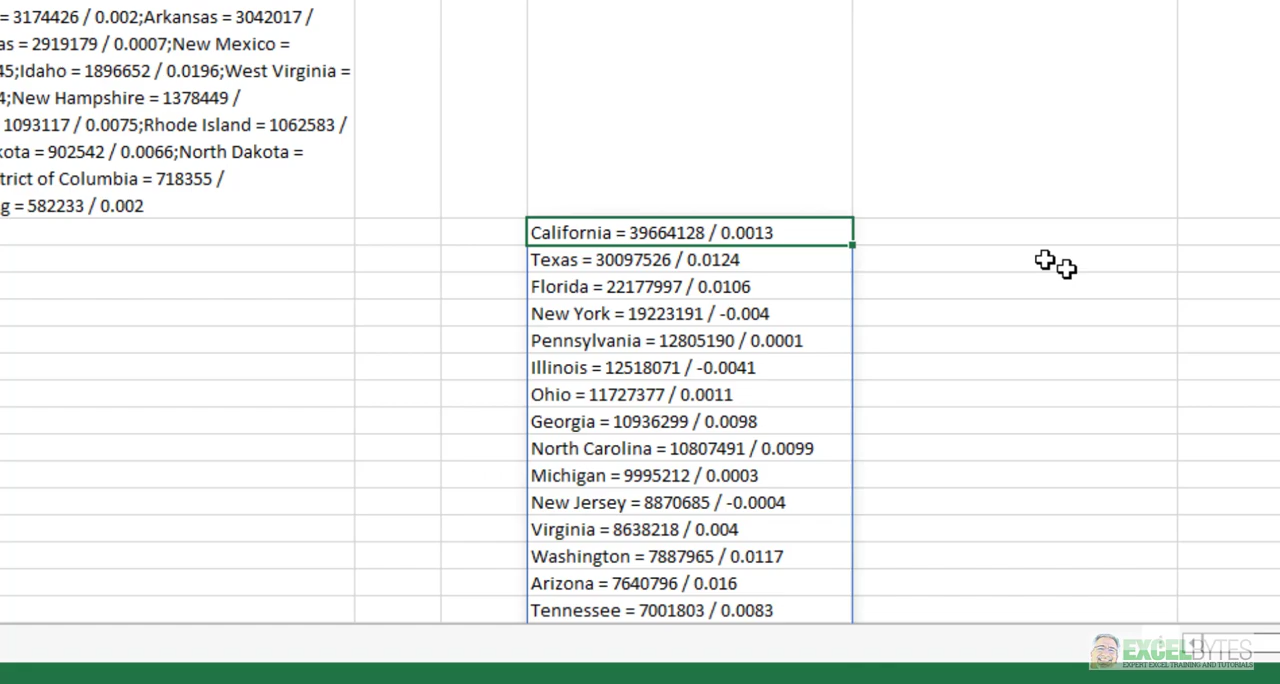 = 3174426 / 0.002;Arkansas = 3042017 /
as = 2919179 / 0.0007;New Mexico =
45;Idaho = 1896652 / 0.0196;West Virginia =
4;New Hampshire = 1378449 /
1093117 / 0.0075;Rhode Island = 1062583 /
kota = 902542 / 0.0066;North Dakota =
trict of Columbia = 718355 /
g = 582233 / 0.002
California = 39664128 / 0.0013
Texas = 30097526 / 0.0124
Florida = 22177997 / 0.0106
New York = 19223191 / -0.004
Pennsylvania = 12805190 / 0.0001
Illinois = 12518071 / -0.0041
Ohio = 11727377 / 0.0011
Georgia = 10936299 / 0.0098
North Carolina = 10807491 / 0.0099
Michigan = 9995212 / 0.0003
New Jersey = 8870685 / -0.0004
Virginia = 8638218 / 0.004
Washington = 7887965 / 0.0117
Arizona = 7640796 / 0.016
Tennessee = 7001803 / 0.0083
EXCELBYTES
EXPERT EXCEL TRAINING AND TUTORIALS